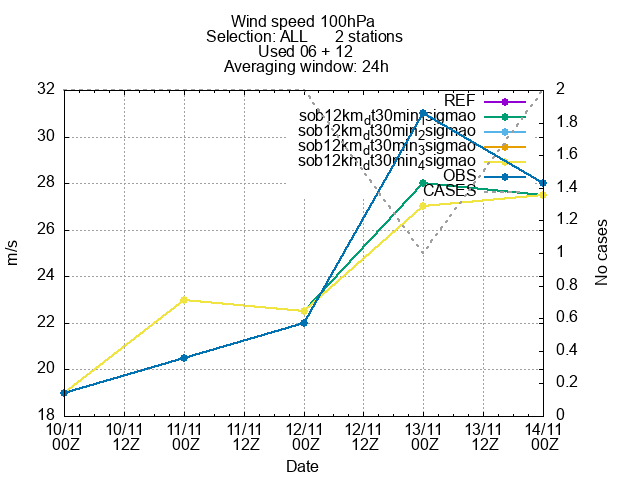 Wind speed 100hPa
Selection: ALL 2 stations
Used 06 + 12
Averaging window: 24h
REF
sob12km_dt30min_1sigmao
sob12km_dt30min_2sigmao
sob12km_dt30min_3sigmao
sob12km_dt30min_4sigmao
OBS
CASES
32
30
28
26
24
22
20
18
m/s
2
1.8
1.6
1.4
1.2
1
0.8
0.6
0.4
0.2
0
No cases
10/11 10/11 11/11 11/11 12/11 12/11 13/11 13/11 14/11
00Z 12Z 00Z 12Z 00Z 12Z 00Z 12Z 00Z
Date